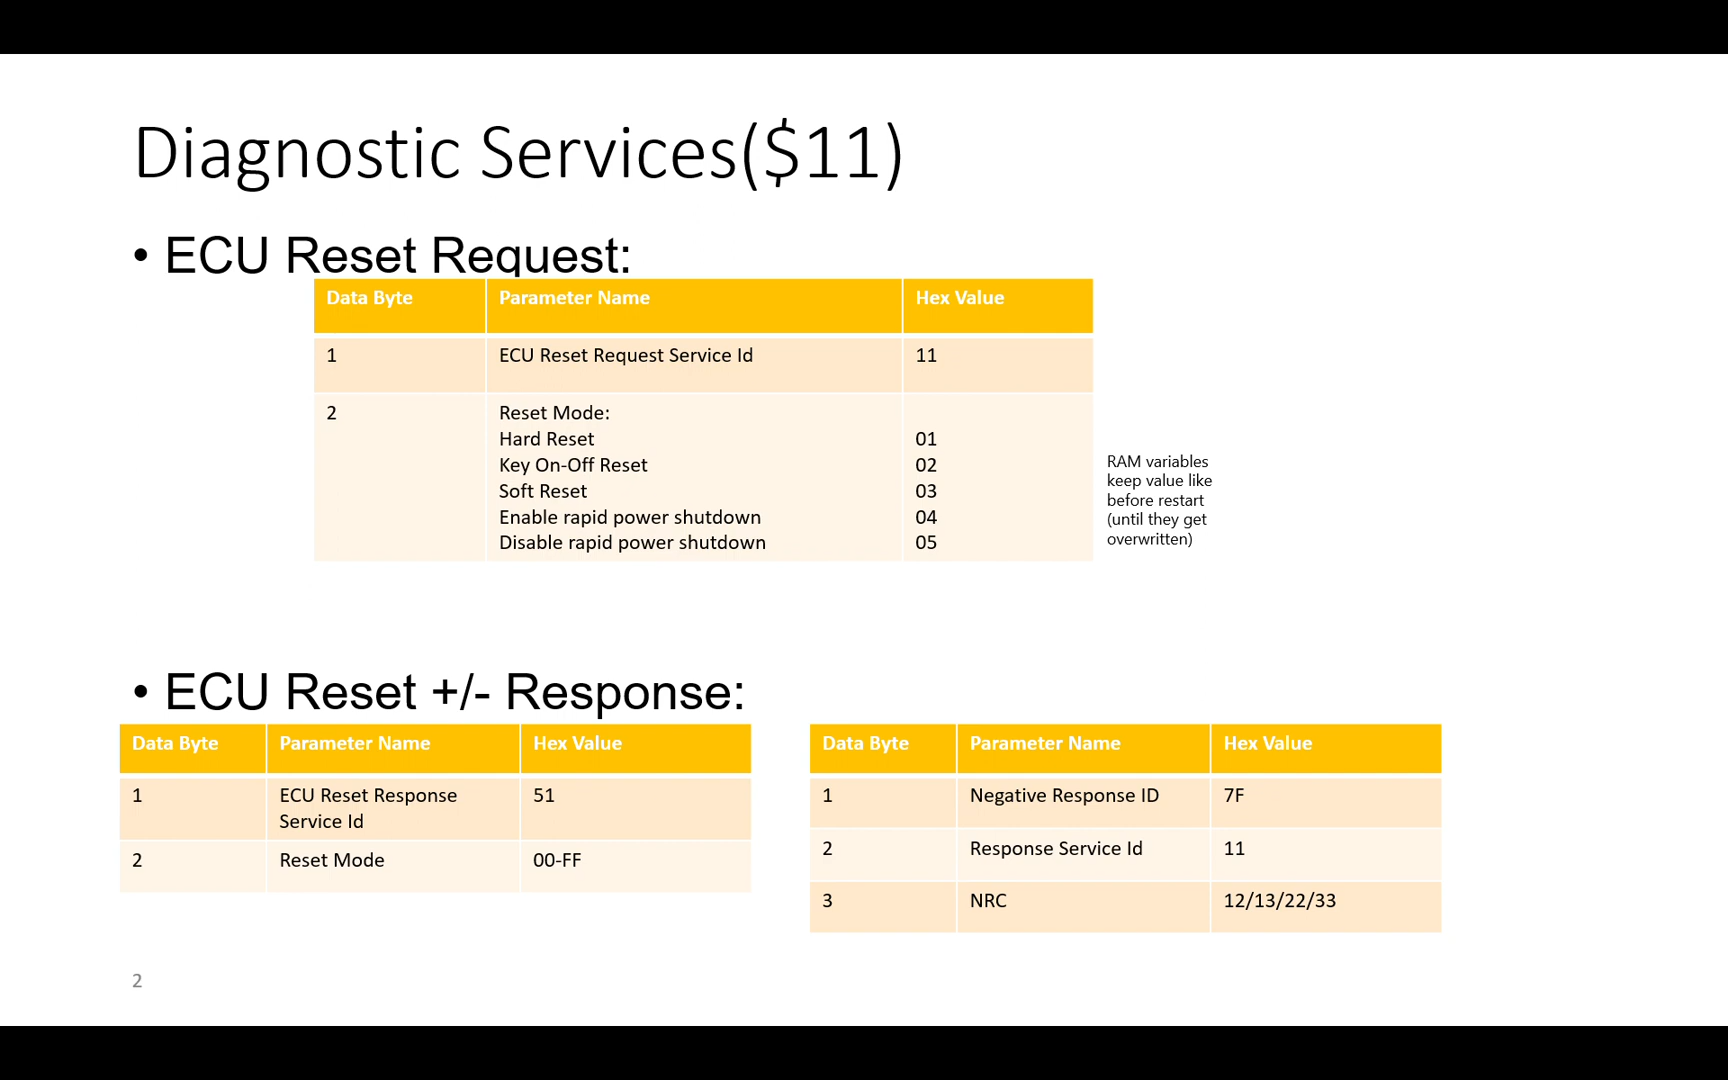 Diagnostic Services($11)
• ECU Reset Request:
Data Byte Parameter Name Hex Value
1 ECU Reset Request Service Id 11
2 Reset Mode:
Hard Reset 01
Key On-Off Reset 02
Soft Reset 03
Enable rapid power shutdown 04
Disable rapid power shutdown 05
RAM variables
keep value like
before restart
(until they get
overwritten)
• ECU Reset +/- Response:
Data Byte Parameter Name Hex Value
1 ECU Reset Response 51
Service Id
2 Reset Mode 00-FF
Data Byte Parameter Name Hex Value
1 Negative Response ID 7F
2 Response Service Id 11
3 NRC 12/13/22/33
2